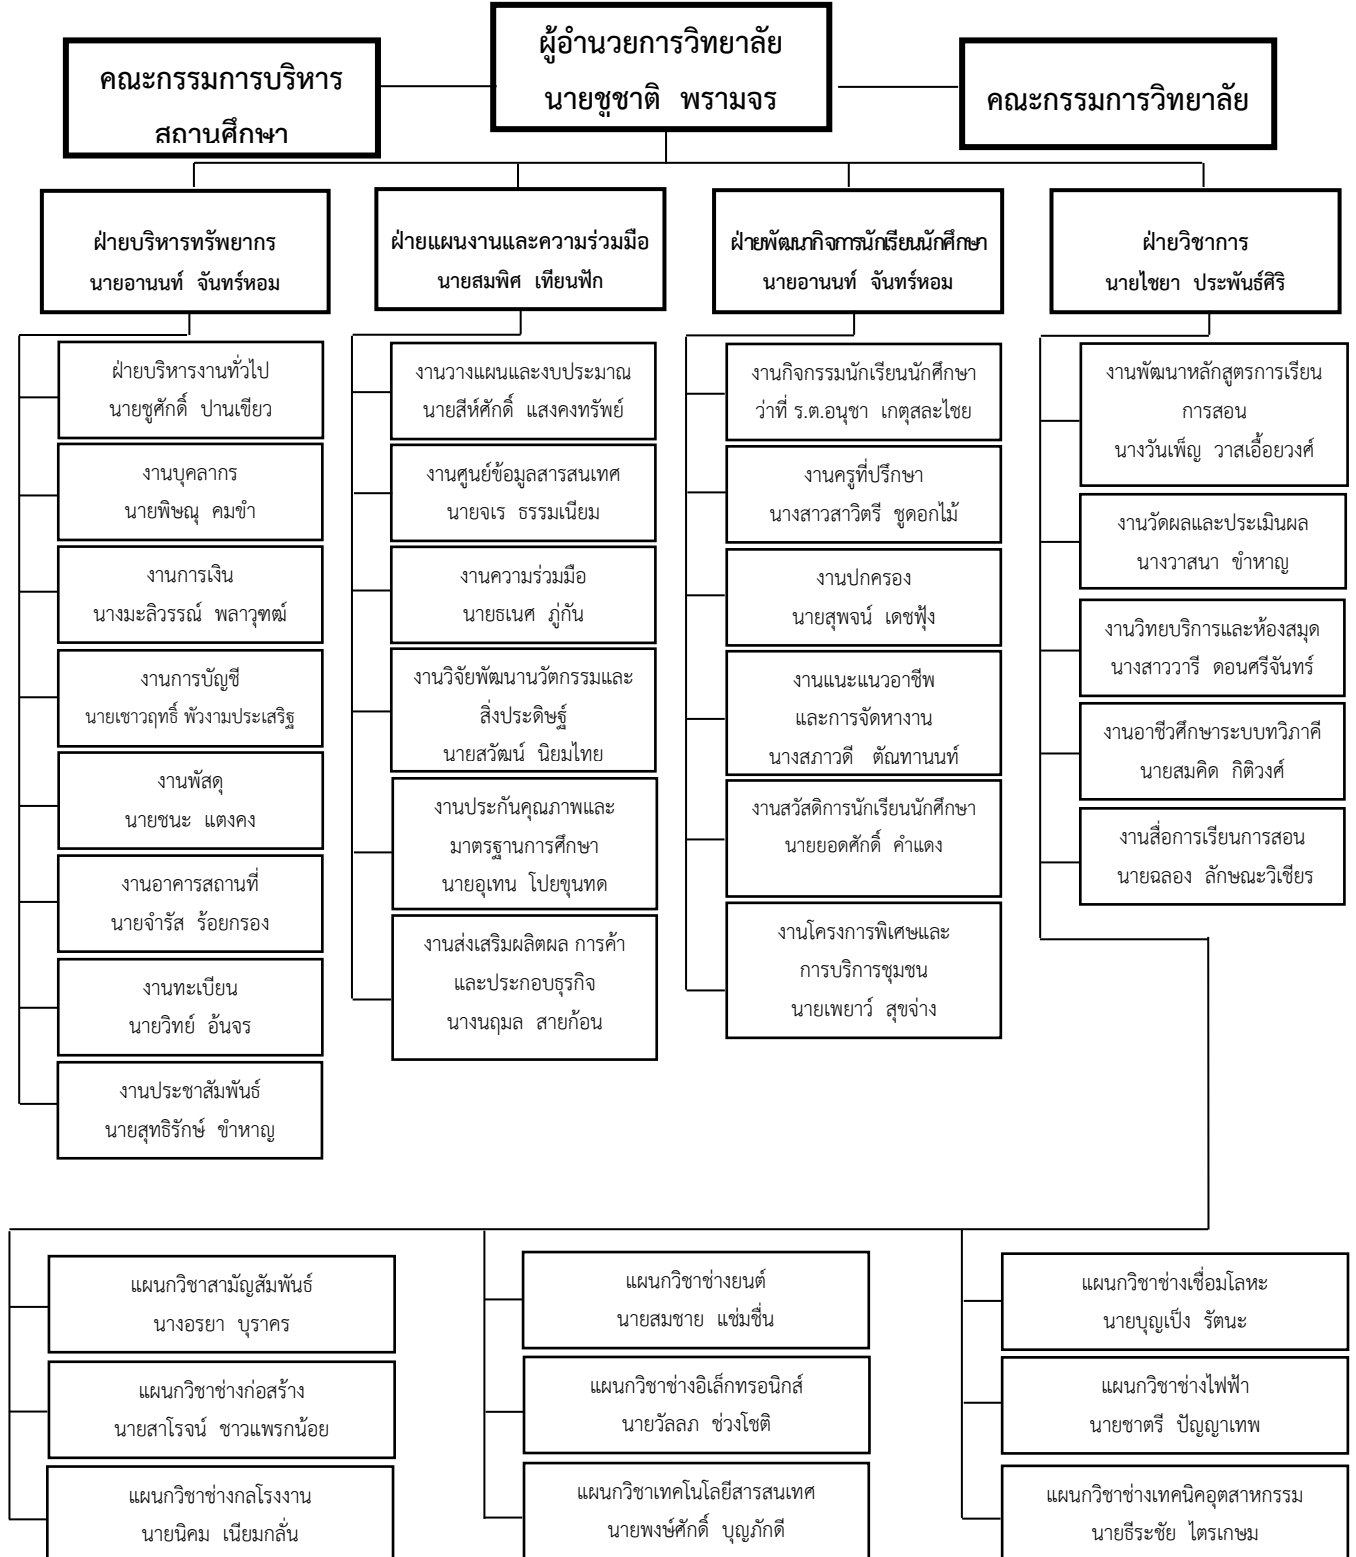 ผู้อำนวยการวิทยาลัย
นายชูชาติ พรามจร
คณะกรรมการบริหาร
สถานศึกษา
คณะกรรมการวิทยาลัย
ฝ่ายบริหารทรัพยากร
นายอานนท์ จันทร์หอม
ฝ่ายแผนงานและความร่วมมือ
นายสมพิศ เทียนฟัก
ฝ่ายพัฒนากิจการนักเรียนนักศึกษา
นายอานนท์ จันทร์หอม
ฝ่ายวิชาการ
นายไชยา ประพันธ์ศิริ
ฝ่ายบริหารงานทั่วไป
นายชูศักดิ์ ปานเขียว
งานบุคลากร
นายพิษณุ คมขำ
งานการเงิน
นางมะลิวรรณ์ พลาวุฑฒ์
งานการบัญชี
นายเชาวฤทธิ์ พัวงามประเสริฐ
งานพัสดุ
นายชนะ แตงคง
งานอาคารสถานที่
นายจำรัส ร้อยกรอง
งานทะเบียน
นายวิทย์ อ้นจร
งานประชาสัมพันธ์
นายสุทธิรักษ์ ขำหาญ
งานวางแผนและงบประมาณ
นายสีห์ศักดิ์ แสงคงทรัพย์
งานศูนย์ข้อมูลสารสนเทศ
นายจเร ธรรมเนียม
งานความร่วมมือ
นายธเนศ ภู่กัน
งานวิจัยพัฒนานวัตกรรมและ
สิ่งประดิษฐ์
นายสวัฒน์ นิยมไทย
งานประกันคุณภาพและ
มาตรฐานการศึกษา
นายอุเทน โปยขุนทด
งานส่งเสริมผลิตผล การค้า
และประกอบธุรกิจ
นางนฤมล สายก้อน
งานกิจกรรมนักเรียนนักศึกษา
ว่าที่ ร.ต.อนุชา เกตุสละไชย
งานครูที่ปรึกษา
นางสาวสาวิตรี ชูดอกไม้
งานปกครอง
นายสุพจน์ เดชฟุ้ง
งานแนะแนวอาชีพ
และการจัดหางาน
นางสภาวดี ตัณทานนท์
งานสวัสดิการนักเรียนนักศึกษา
นายยอดศักดิ์ คำแดง
งานโครงการพิเศษและ
การบริการชุมชน
นายเพยาว์ สุขจ่าง
งานพัฒนาหลักสูตรการเรียน
การสอน
นางวันเพ็ญ วาสเอื้อยวงศ์
งานวัดผลและประเมินผล
นางวาสนา ขำหาญ
งานวิทยบริการและห้องสมุด
นางสาววารี ดอนศรีจันทร์
งานอาชีวศึกษาระบบทวิภาคี
นายสมคิด กิติวงศ์
งานสื่อการเรียนการสอน
นายฉลอง ลักษณะวิเชียร
แผนกวิชาสามัญสัมพันธ์
นางอรยา บุราคร
แผนกวิชาช่างก่อสร้าง
นายสาโรจน์ ชาวแพรกน้อย
แผนกวิชาช่างกลโรงงาน
นายนิคม เนียมกลั่น
แผนกวิชาช่างยนต์
นายสมชาย แช่มชื่น
แผนกวิชาช่างอิเล็กทรอนิกส์
นายวัลลภ ช่วงโชติ
แผนกวิชาเทคโนโลยีสารสนเทศ
นายพงษ์ศักดิ์ บุญภักดี
แผนกวิชาช่างเชื่อมโลหะ
นายบุญเป็ง รัตนะ
แผนกวิชาช่างไฟฟ้า
นายชาตรี ปัญญาเทพ
แผนกวิชาช่างเทคนิคอุตสาหกรรม
นายธีระชัย ไตรเกษม